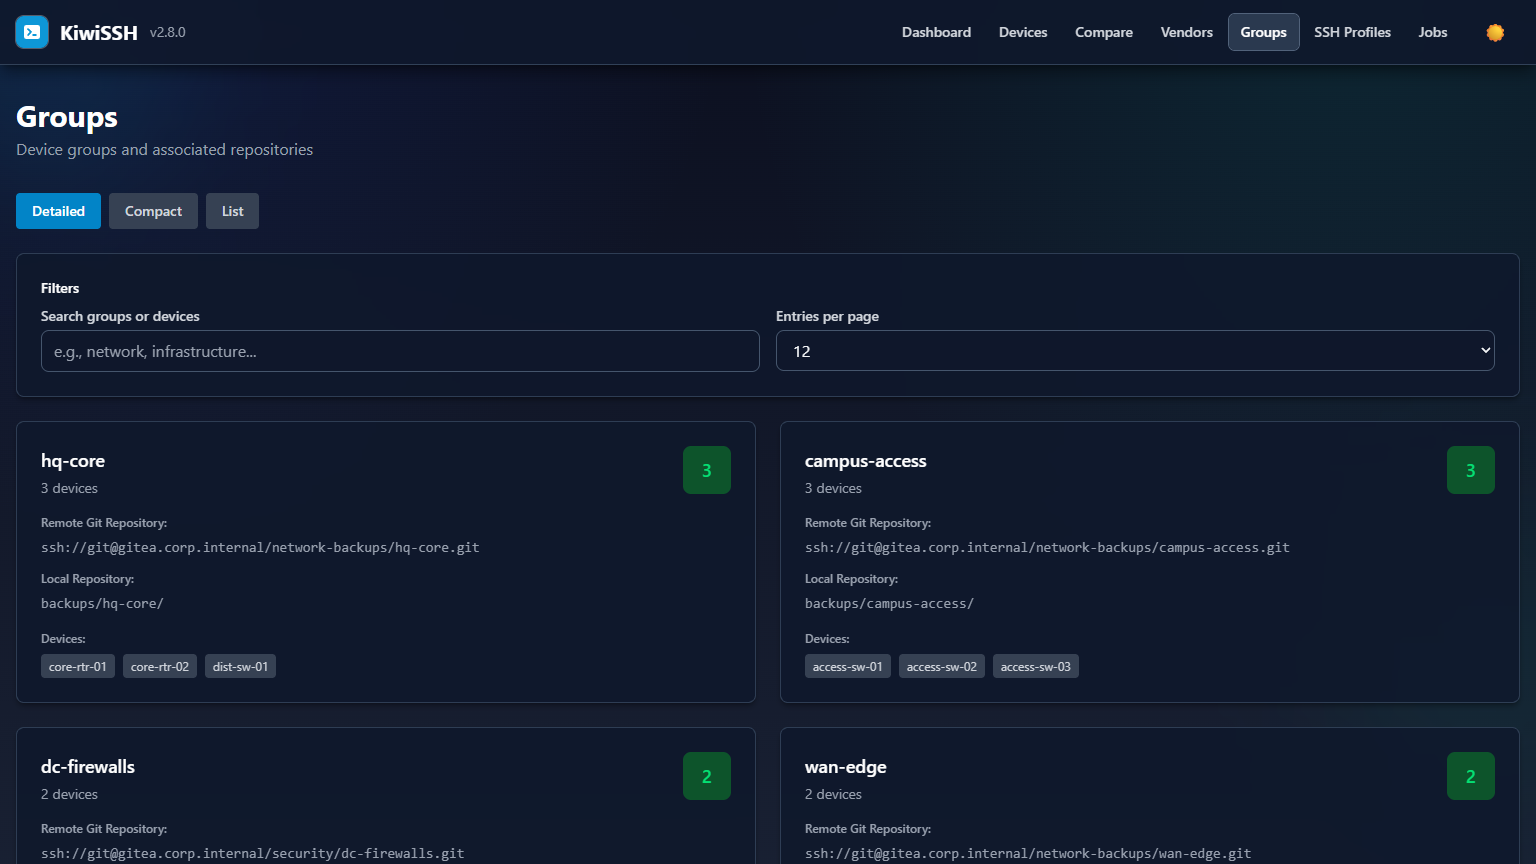 KiwiSSH v2.8.0
Dashboard Devices Compare Vendors Groups SSH Profiles Jobs
Groups
Device groups and associated repositories
Detailed Compact List
Filters
Search groups or devices
e.g., network, infrastructure...
Entries per page
12
hq-core
3
3 devices
Remote Git Repository:
ssh://git@gitea.corp.internal/network-backups/hq-core.git
Local Repository:
backups/hq-core/
Devices:
core-rtr-01 core-rtr-02 dist-sw-01
campus-access
3
3 devices
Remote Git Repository:
ssh://git@gitea.corp.internal/network-backups/campus-access.git
Local Repository:
backups/campus-access/
Devices:
access-sw-01 access-sw-02 access-sw-03
dc-firewalls
2
2 devices
Remote Git Repository:
ssh://git@gitea.corp.internal/security/dc-firewalls.git
wan-edge
2
2 devices
Remote Git Repository:
ssh://git@gitea.corp.internal/network-backups/wan-edge.git